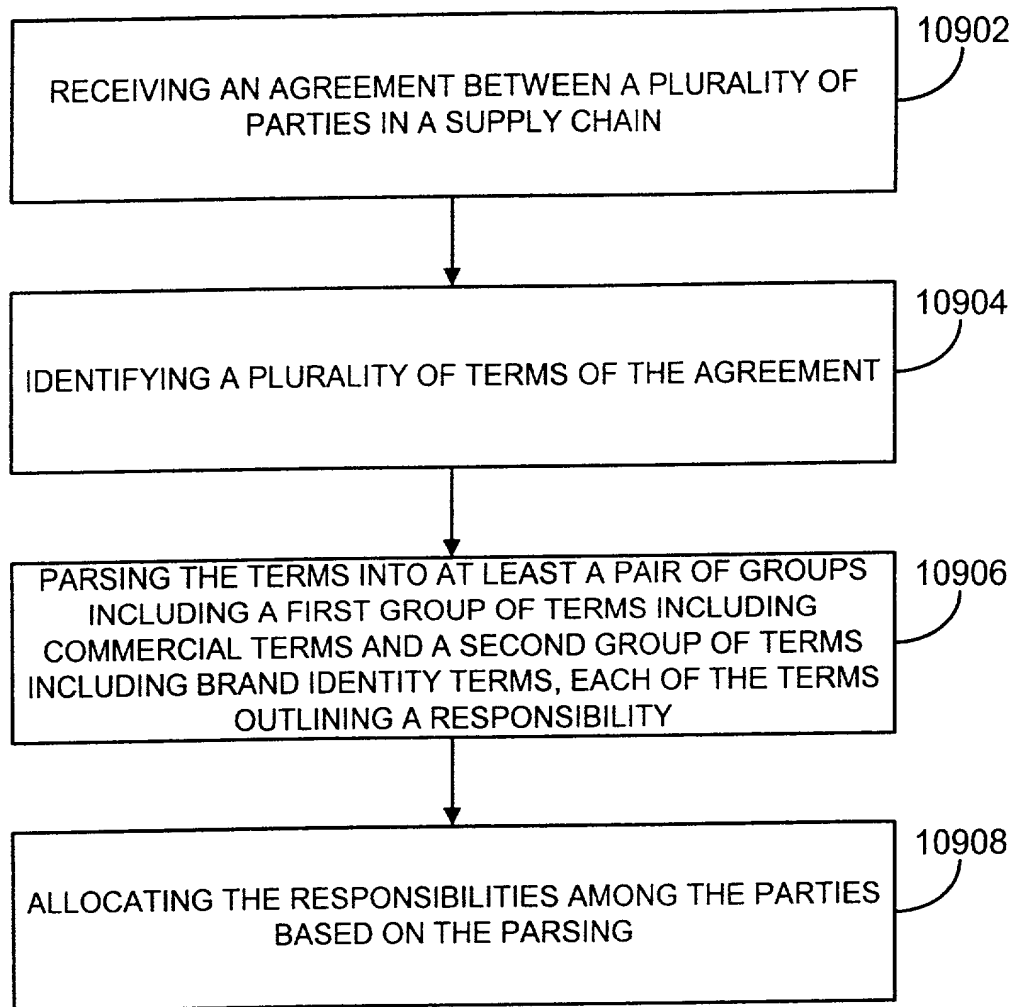 10902
RECEIVING AN AGREEMENT BETWEEN A PLURALITY OF
PARTIES IN A SUPPLY CHAIN
10904
IDENTIFYING A PLURALITY OF TERMS OF THE AGREEMENT
10906
PARSING THE TERMS INTO AT LEAST A PAIR OF GROUPS
INCLUDING A FIRST GROUP OF TERMS INCLUDING
COMMERCIAL TERMS AND A SECOND GROUP OF TERMS
INCLUDING BRAND IDENTITY TERMS, EACH OF THE TERMS
OUTLINING A RESPONSIBILITY
10908
ALLOCATING THE RESPONSIBILITIES AMONG THE PARTIES
BASED ON THE PARSING